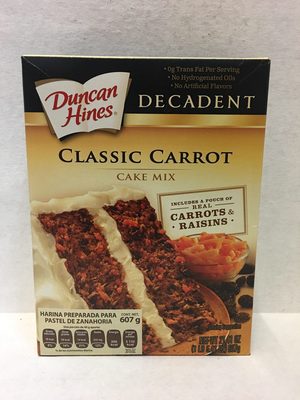 • 0g Trans Fat Per Serving
• No Hydrogenated Oils
• No Artificial Flavors
Duncan
Hines®
DECADENT
CLASSIC CARROT
CAKE MIX
INCLUDES A POUCH OF
REAL
CARROTS &
RAISINS
HARINA PREPARADA PARA
PASTEL DE ZANAHORIA
CONT. NET.
607 g